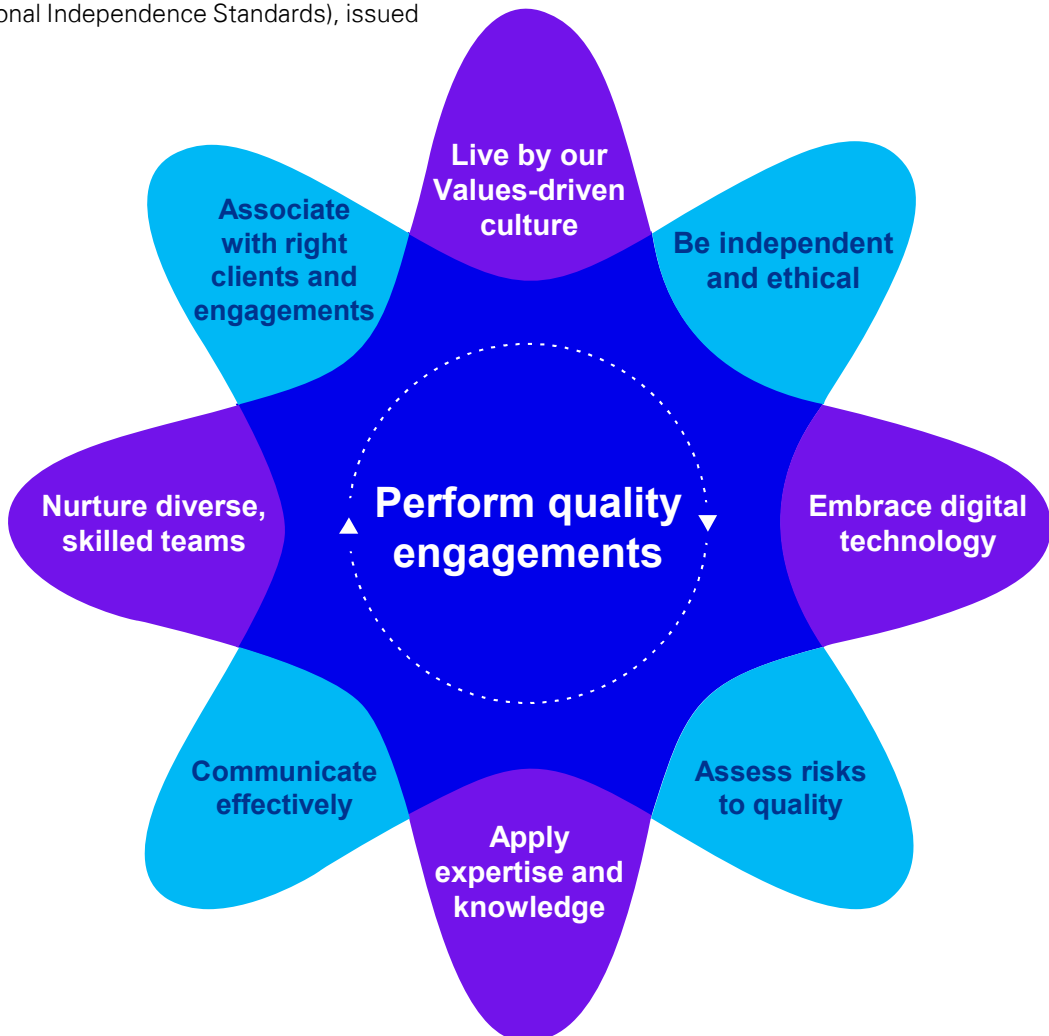 onal Independence Standards), issued
Live by our
Values-driven
culture
Be independent
and ethical
Embrace digital
technology
Assess risks
to quality
Apply
expertise and
knowledge
Communicate
effectively
Nurture diverse,
skilled teams
Associate
with right
clients and
engagements
Perform quality
engagements